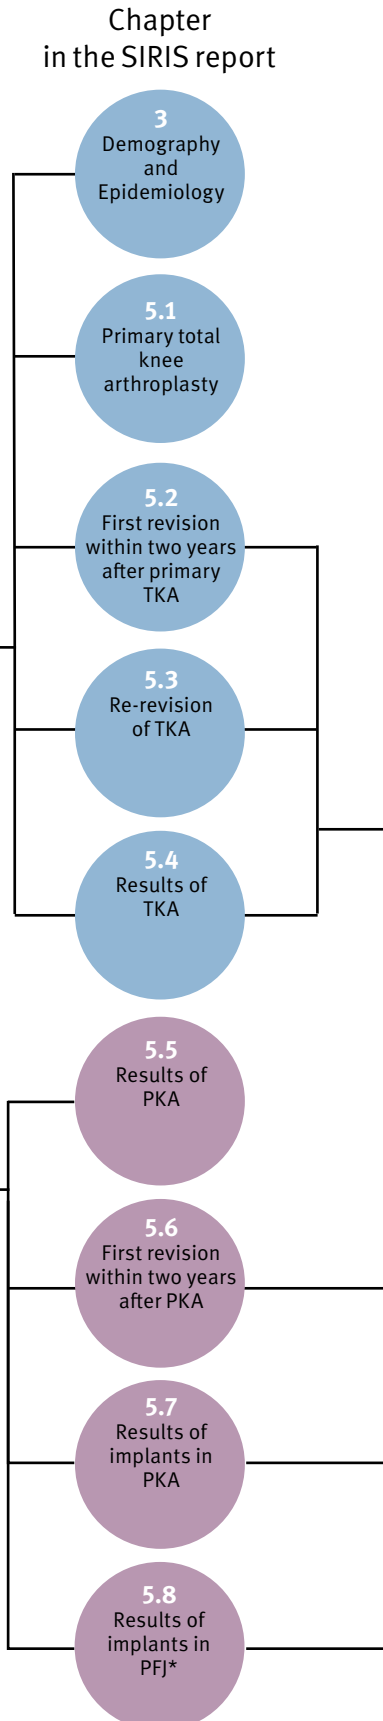 Chapter
in the SIRIS report
3
Demography
and
Epidemiology
5.1
Primary total
knee
arthroplasty
5.2
First revision
within two years
after primary
TKA
5.3
Re-revision
of TKA
5.4
Results of
TKA
5.5
Results of
PKA
5.6
First revision
within two years
after PKA
5.7
Results of
implants in
PKA
5.8
Results of
implants in
PFJ*